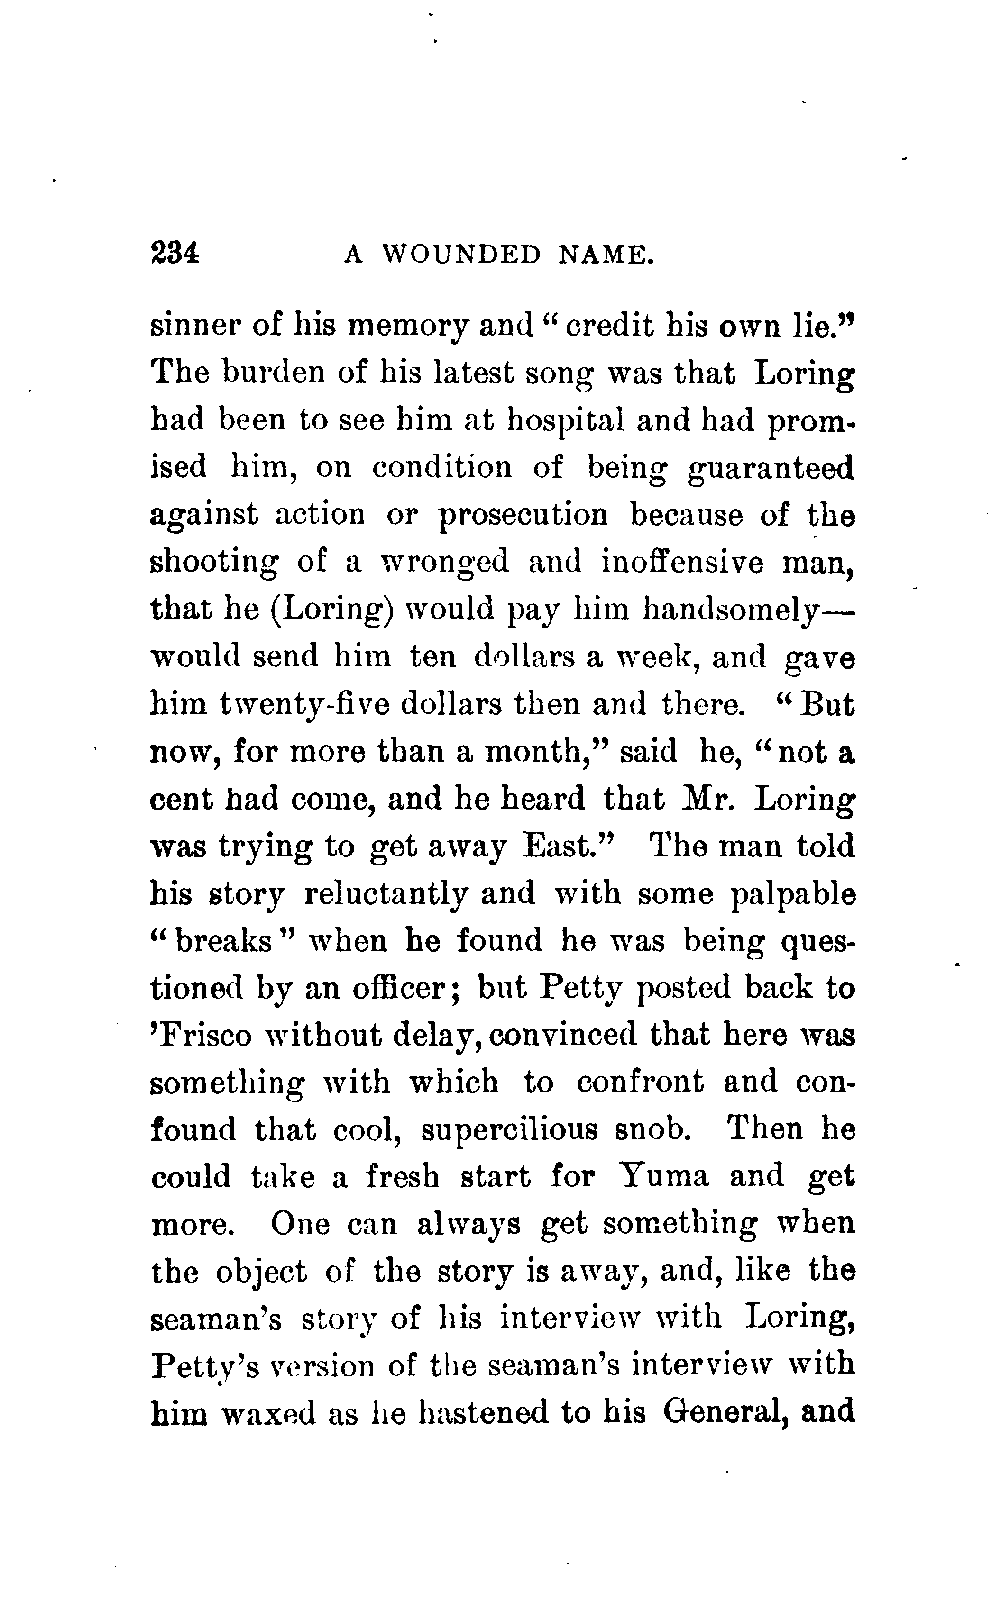 234 A WOUNDED NAME.
sinner of his memory and “credit his own lie.”
The burden of his latest song was that Loring
had been to see him at hospital and had prom-
ised him, on condition of being guaranteed
against action or prosecution because of the
shooting of a wronged and inoffensive man,
that he (Loring) would pay him handsomely—
would send him ten dollars a week, and gave
him twenty-five dollars then and there. “But
now, for more than a month,” said he, “not a
cent had come, and he heard that Mr. Loring
was trying to get away East.” The man told
his story reluctantly and with some palpable
“breaks” when he found he was being ques-
tioned by an officer; but Petty posted back to
’Frisco without delay, convinced that here was
something with which to confront and con-
found that cool, supercilious snob. Then he
could take a fresh start for Yuma and get
more. One can always get something when
the object of the story is away, and, like the
seaman’s story of his interview with Loring,
Petty’s version of the seaman’s interview with
him waxed as he hastened to his General, and